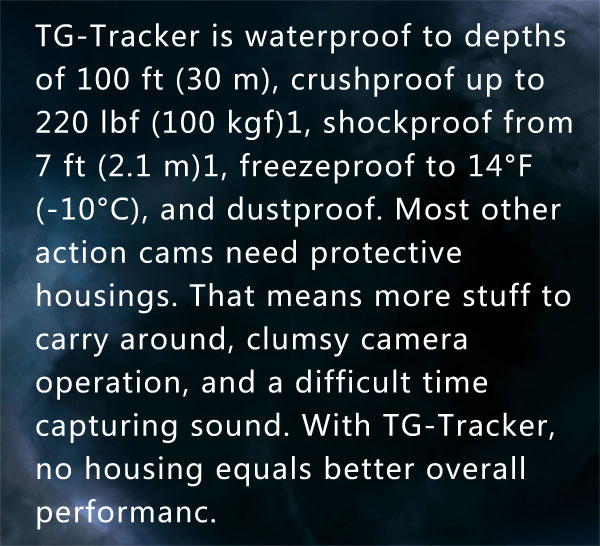 TG-Tracker is waterproof to depths
of 100 ft (30 m), crushproof up to
220 lbf (100 kgf)1, shockproof from
7 ft (2.1 m)1, freezeproof to 14°F
(-10°C), and dustproof. Most other
action cams need protective
housings. That means more stuff to
carry around, clumsy camera
operation, and a difficult time
capturing sound. With TG-Tracker,
no housing equals better overall
performanc.